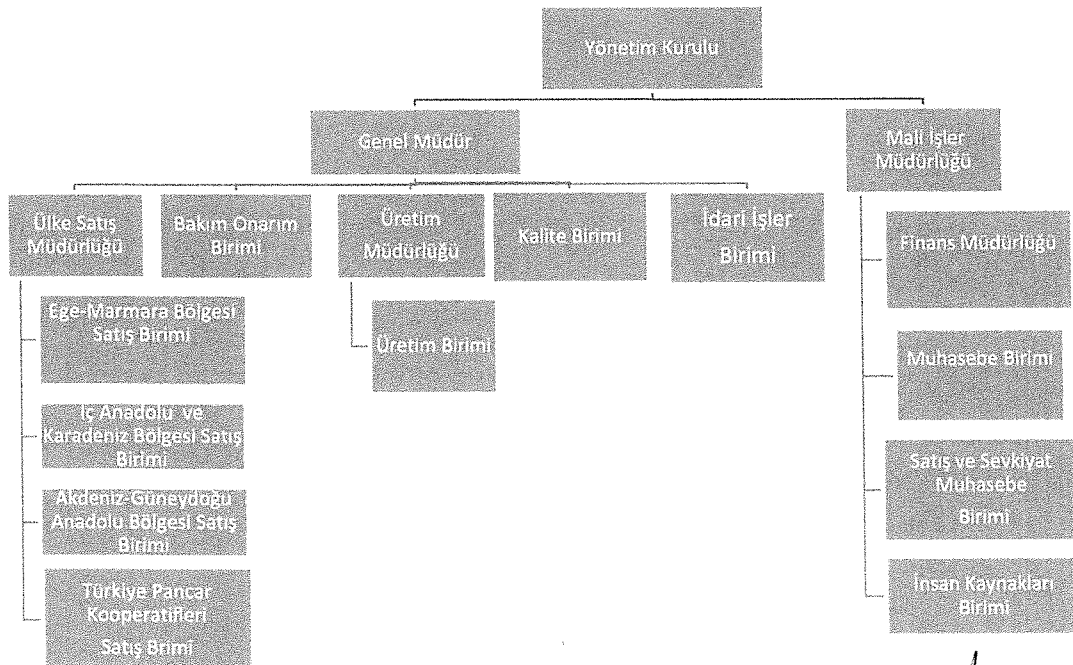 Yönetim Kurulu
Genel Müdür
Mali İşler
Müdürlüğü
Ülke Satış
Müdürlüğü
Bakım Onarım
Birimi
Üretim
Müdürlüğü
Kalite Birimi
İdari İşler
Birimi
Finans Müdürlüğü
Ege-Marmara Bölgesi
Satış Birimi
Üretim Birimi
Muhasebe Birimi
İç Anadolu ve
Karadeniz Bölgesi Satış
Birimi
Satış ve Sevkiyat
Muhasebe
Birimi
Akdeniz-Güneydoğu
Anadolu Bölgesi Satış
Birimi
Türkiye Pancar
Kooperatifleri
Satış Brimi
İnsan Kaynakları
Birimi